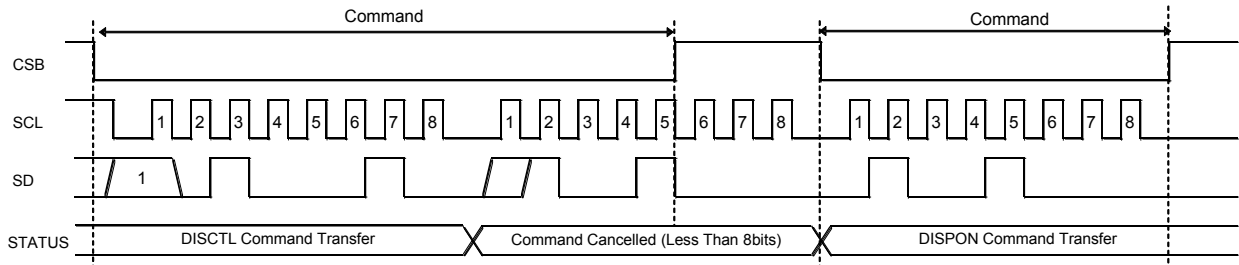 Command Command
CSB
SCL 1 2 3 4 5 6 7 8 1 2 3 4 5 6 7 8 1 2 3 4 5 6 7 8
SD 1
STATUS DISCTL Command Transfer Command Cancelled (Less Than 8bits) DISPON Command Transfer